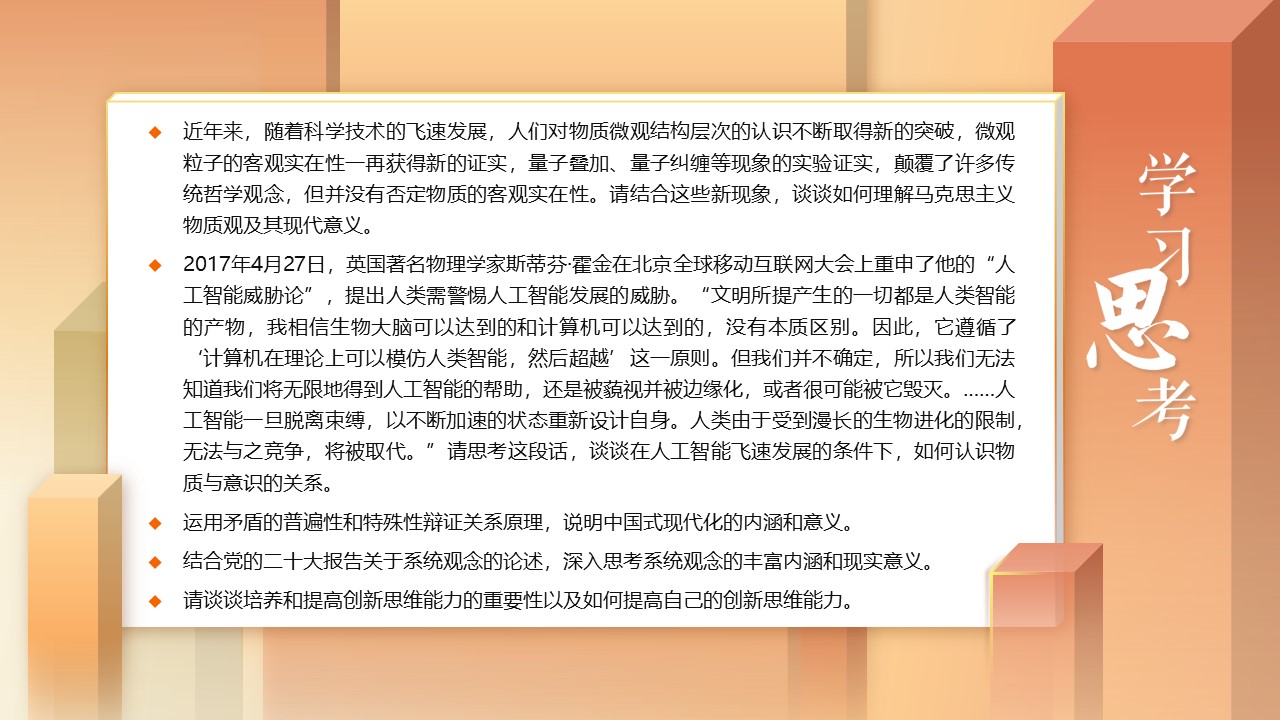 近年来，随着科学技术的飞速发展，人们对物质微观结构层次的认识不断取得新的突破，微观
粒子的客观实在性一再获得新的证实，量子叠加、量子纠缠等现象的实验证实，颠覆了许多传
统哲学观念，但并没有否定物质的客观实在性。请结合这些新现象，谈谈如何理解马克思主义
物质观及其现代意义。
2017年4月27日，英国著名物理学家斯蒂芬·霍金在北京全球移动互联网大会上重申了他的“人
工智能威胁论”，提出人类需警惕人工智能发展的威胁。“文明所提产生的一切都是人类智能
的产物，我相信生物大脑可以达到的和计算机可以达到的，没有本质区别。因此，它遵循了
‘计算机在理论上可以模仿人类智能，然后超越’这一原则。但我们并不确定，所以我们无法
知道我们将无限地得到人工智能的帮助，还是被藐视并被边缘化，或者很可能被它毁灭。……人
工智能一旦脱离束缚，以不断加速的状态重新设计自身。人类由于受到漫长的生物进化的限制，
无法与之竞争，将被取代。”请思考这段话，谈谈在人工智能飞速发展的条件下，如何认识物
质与意识的关系。
运用矛盾的普遍性和特殊性辩证关系原理，说明中国式现代化的内涵和意义。
结合党的二十大报告关于系统观念的论述，深入思考系统观念的丰富内涵和现实意义。
请谈谈培养和提高创新思维能力的重要性以及如何提高自己的创新思维能力。
学习思考